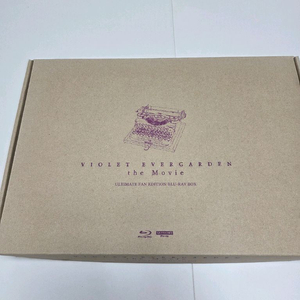 VIOLET EVERGARDEN
the Movie
ULTIMATE FAN EDITION BLU-RAY BOX